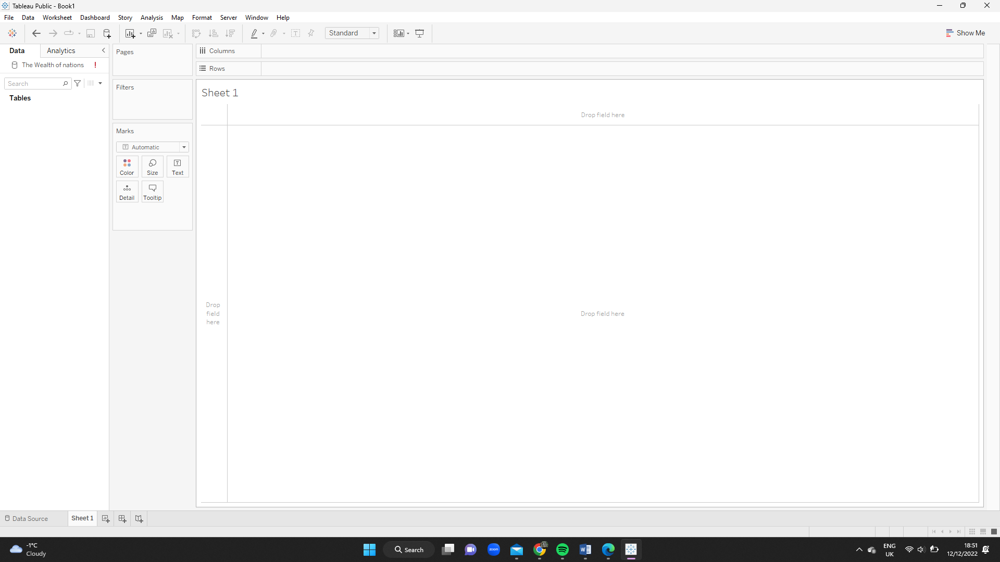 Tableau Public - Book1
File Data Worksheet Dashboard Story Analysis Map Format Server Window Help
Standard
Show Me
Data Analytics
The Wealth of nations !
Search
Tables
Pages
Filters
Marks
Automatic
Color Size Text
Detail Tooltip
Columns
Rows
Sheet 1
Drop field here
Drop
field
here
Drop field here
Data Source Sheet 1
-1°C
Cloudy
Search
zoom
ENG
UK
18:51
12/12/2022